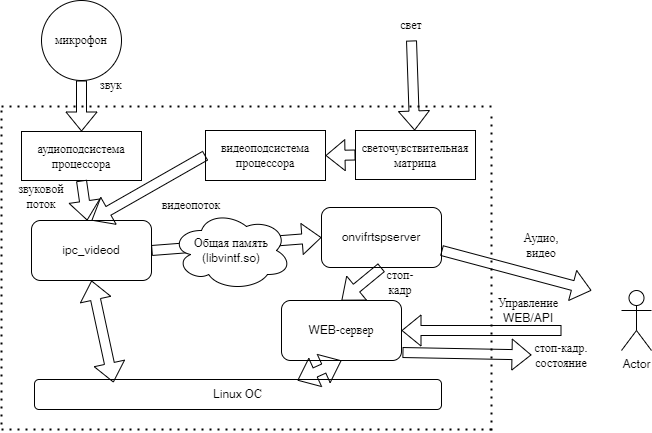 микрофон
свет
звук
аудиоподсистема
процессора
видеоподсистема
процессора
светочувствительная
матрица
звуковой
поток
видеопоток
ipc_videod
Общая память
(libvintf.so)
onvifrtspserver
Аудио,
видео
стоп-
кадр
Управление
WEB/API
WEB-сервер
стоп-кадр.
состояние
Actor
Linux ОС